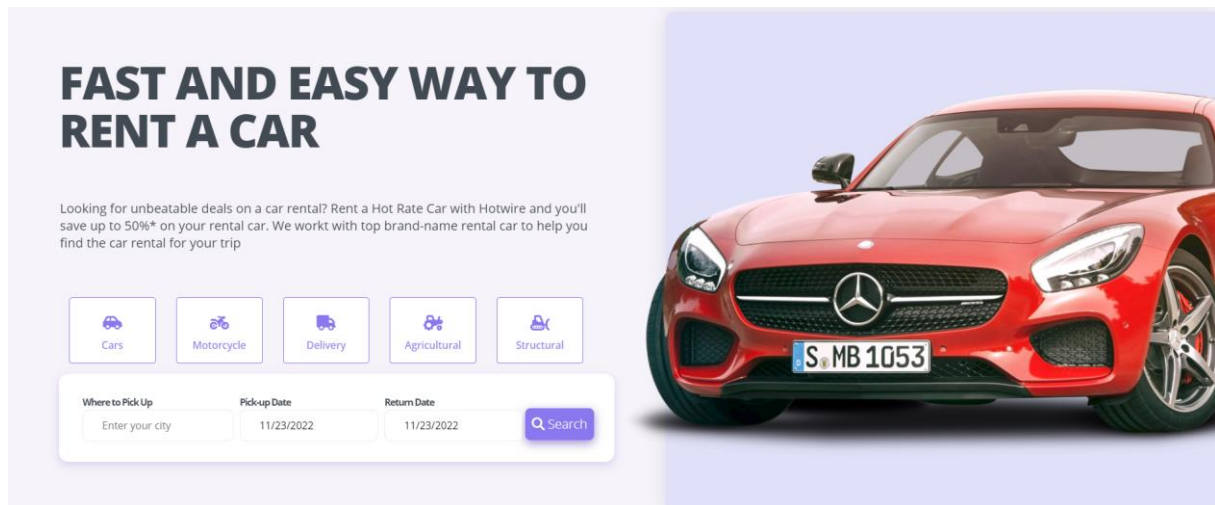 FAST AND EASY WAY TO
RENT A CAR
Looking for unbeatable deals on a car rental? Rent a Hot Rate Car with Hotwire and you'll
save up to 50%* on your rental car. We workt with top brand-name rental car to help you
find the car rental for your trip
Cars
Motorcycle
Delivery
Agricultural
Structural
Where to Pick Up
Pick-up Date
Return Date
Enter your city
11/23/2022
11/23/2022
Search
S MB 1053